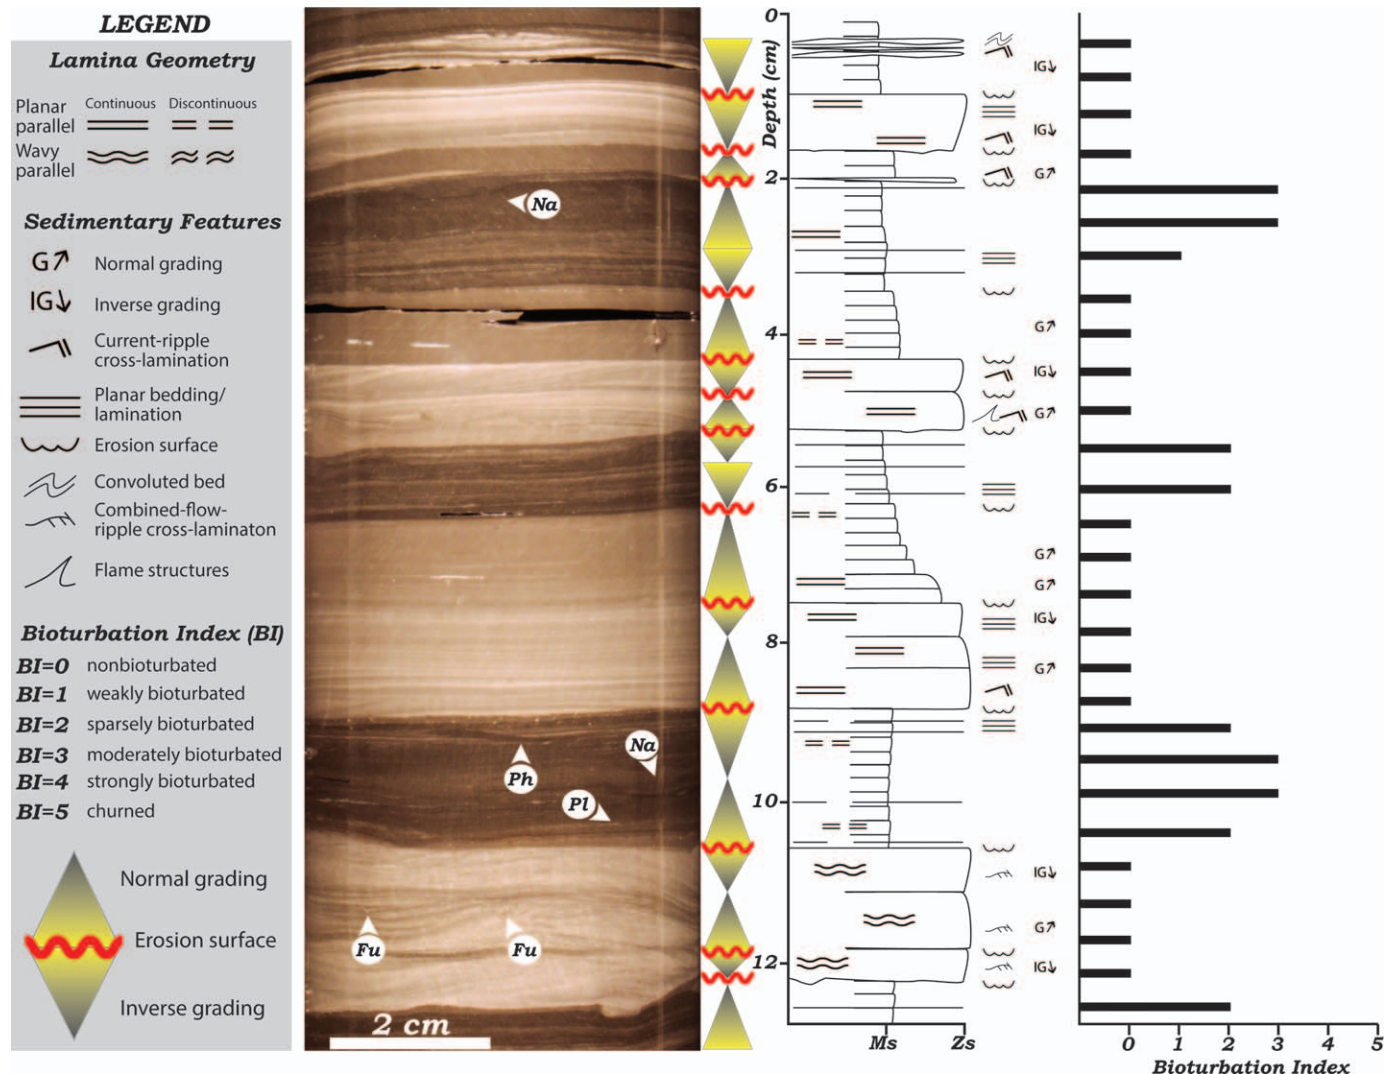 LEGEND
Lamina Geometry
Continuous Discontinuous
Planar
parallel
Wavy
parallel
Sedimentary Features
G Normal grading
IG Inverse grading
Current-ripple
cross-lamination
Planar bedding/
lamination
Erosion surface
Convoluted bed
Combined-flow-
ripple cross-laminaton
Flame structures
Bioturbation Index (BI)
BI=0 nonbioturbated
BI=1 weakly bioturbated
BI=2 sparsely bioturbated
BI=3 moderately bioturbated
BI=4 strongly bioturbated
BI=5 churned
Normal grading
Erosion surface
Inverse grading
Na
Na
Ph
Pl
Fu Fu
2 cm
Depth (cm)
0
2
4
6
8
10
12
Ms Zs
IG
IG
G
G
IG
G
G
G
IG
G
IG
G
IG
0 1 2 3 4 5
Bioturbation Index